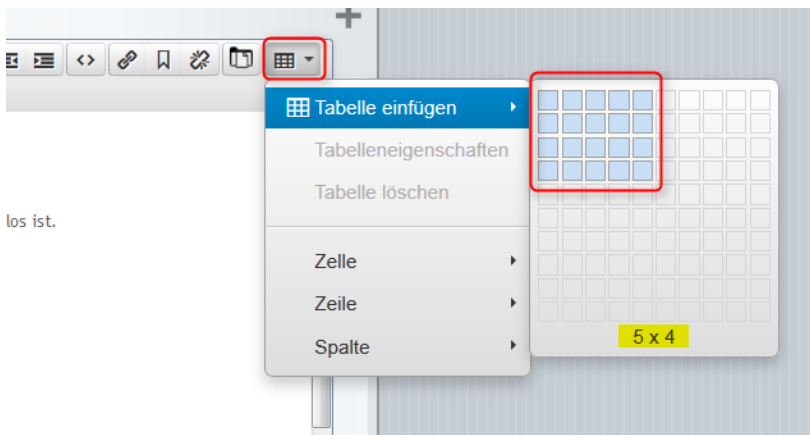 Tabelle einfügen
Tabelleneigenschaften
Tabelle löschen
los ist.
Zelle
Zeile
Spalte
5 x 4